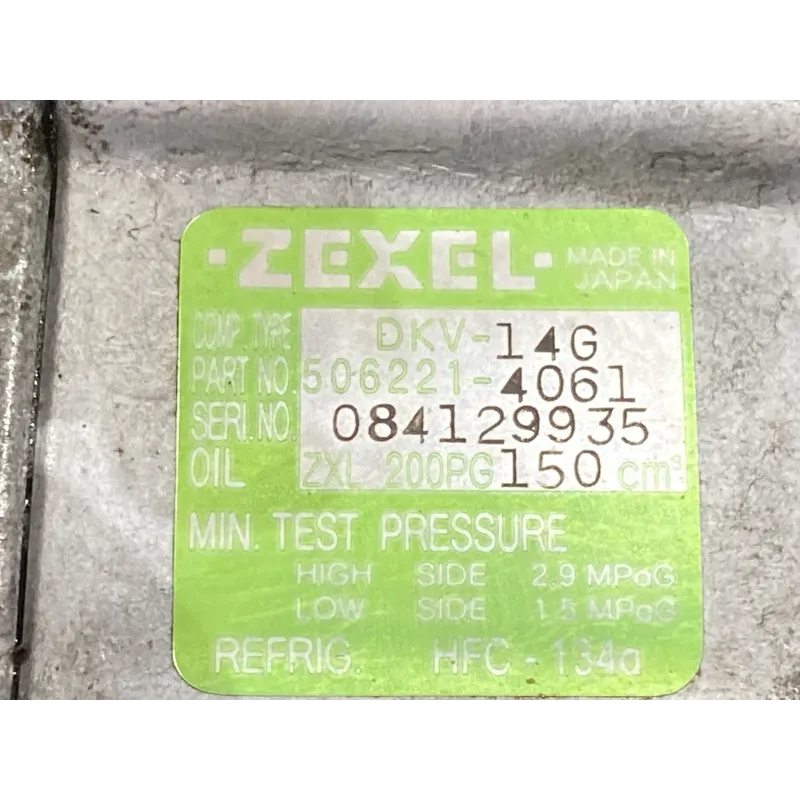 ·ZEXEL·
MADE IN
JAPAN
COMP. TYPE DKV-14G
PART NO. 506221-4061
SERI.NO. 084129935
OIL ZXL 200PG 150 cm³
MIN. TEST PRESSURE
HIGH SIDE 2.9 MPaG
LOW SIDE 1.5 MPaG
REFRIG. HFC-134a